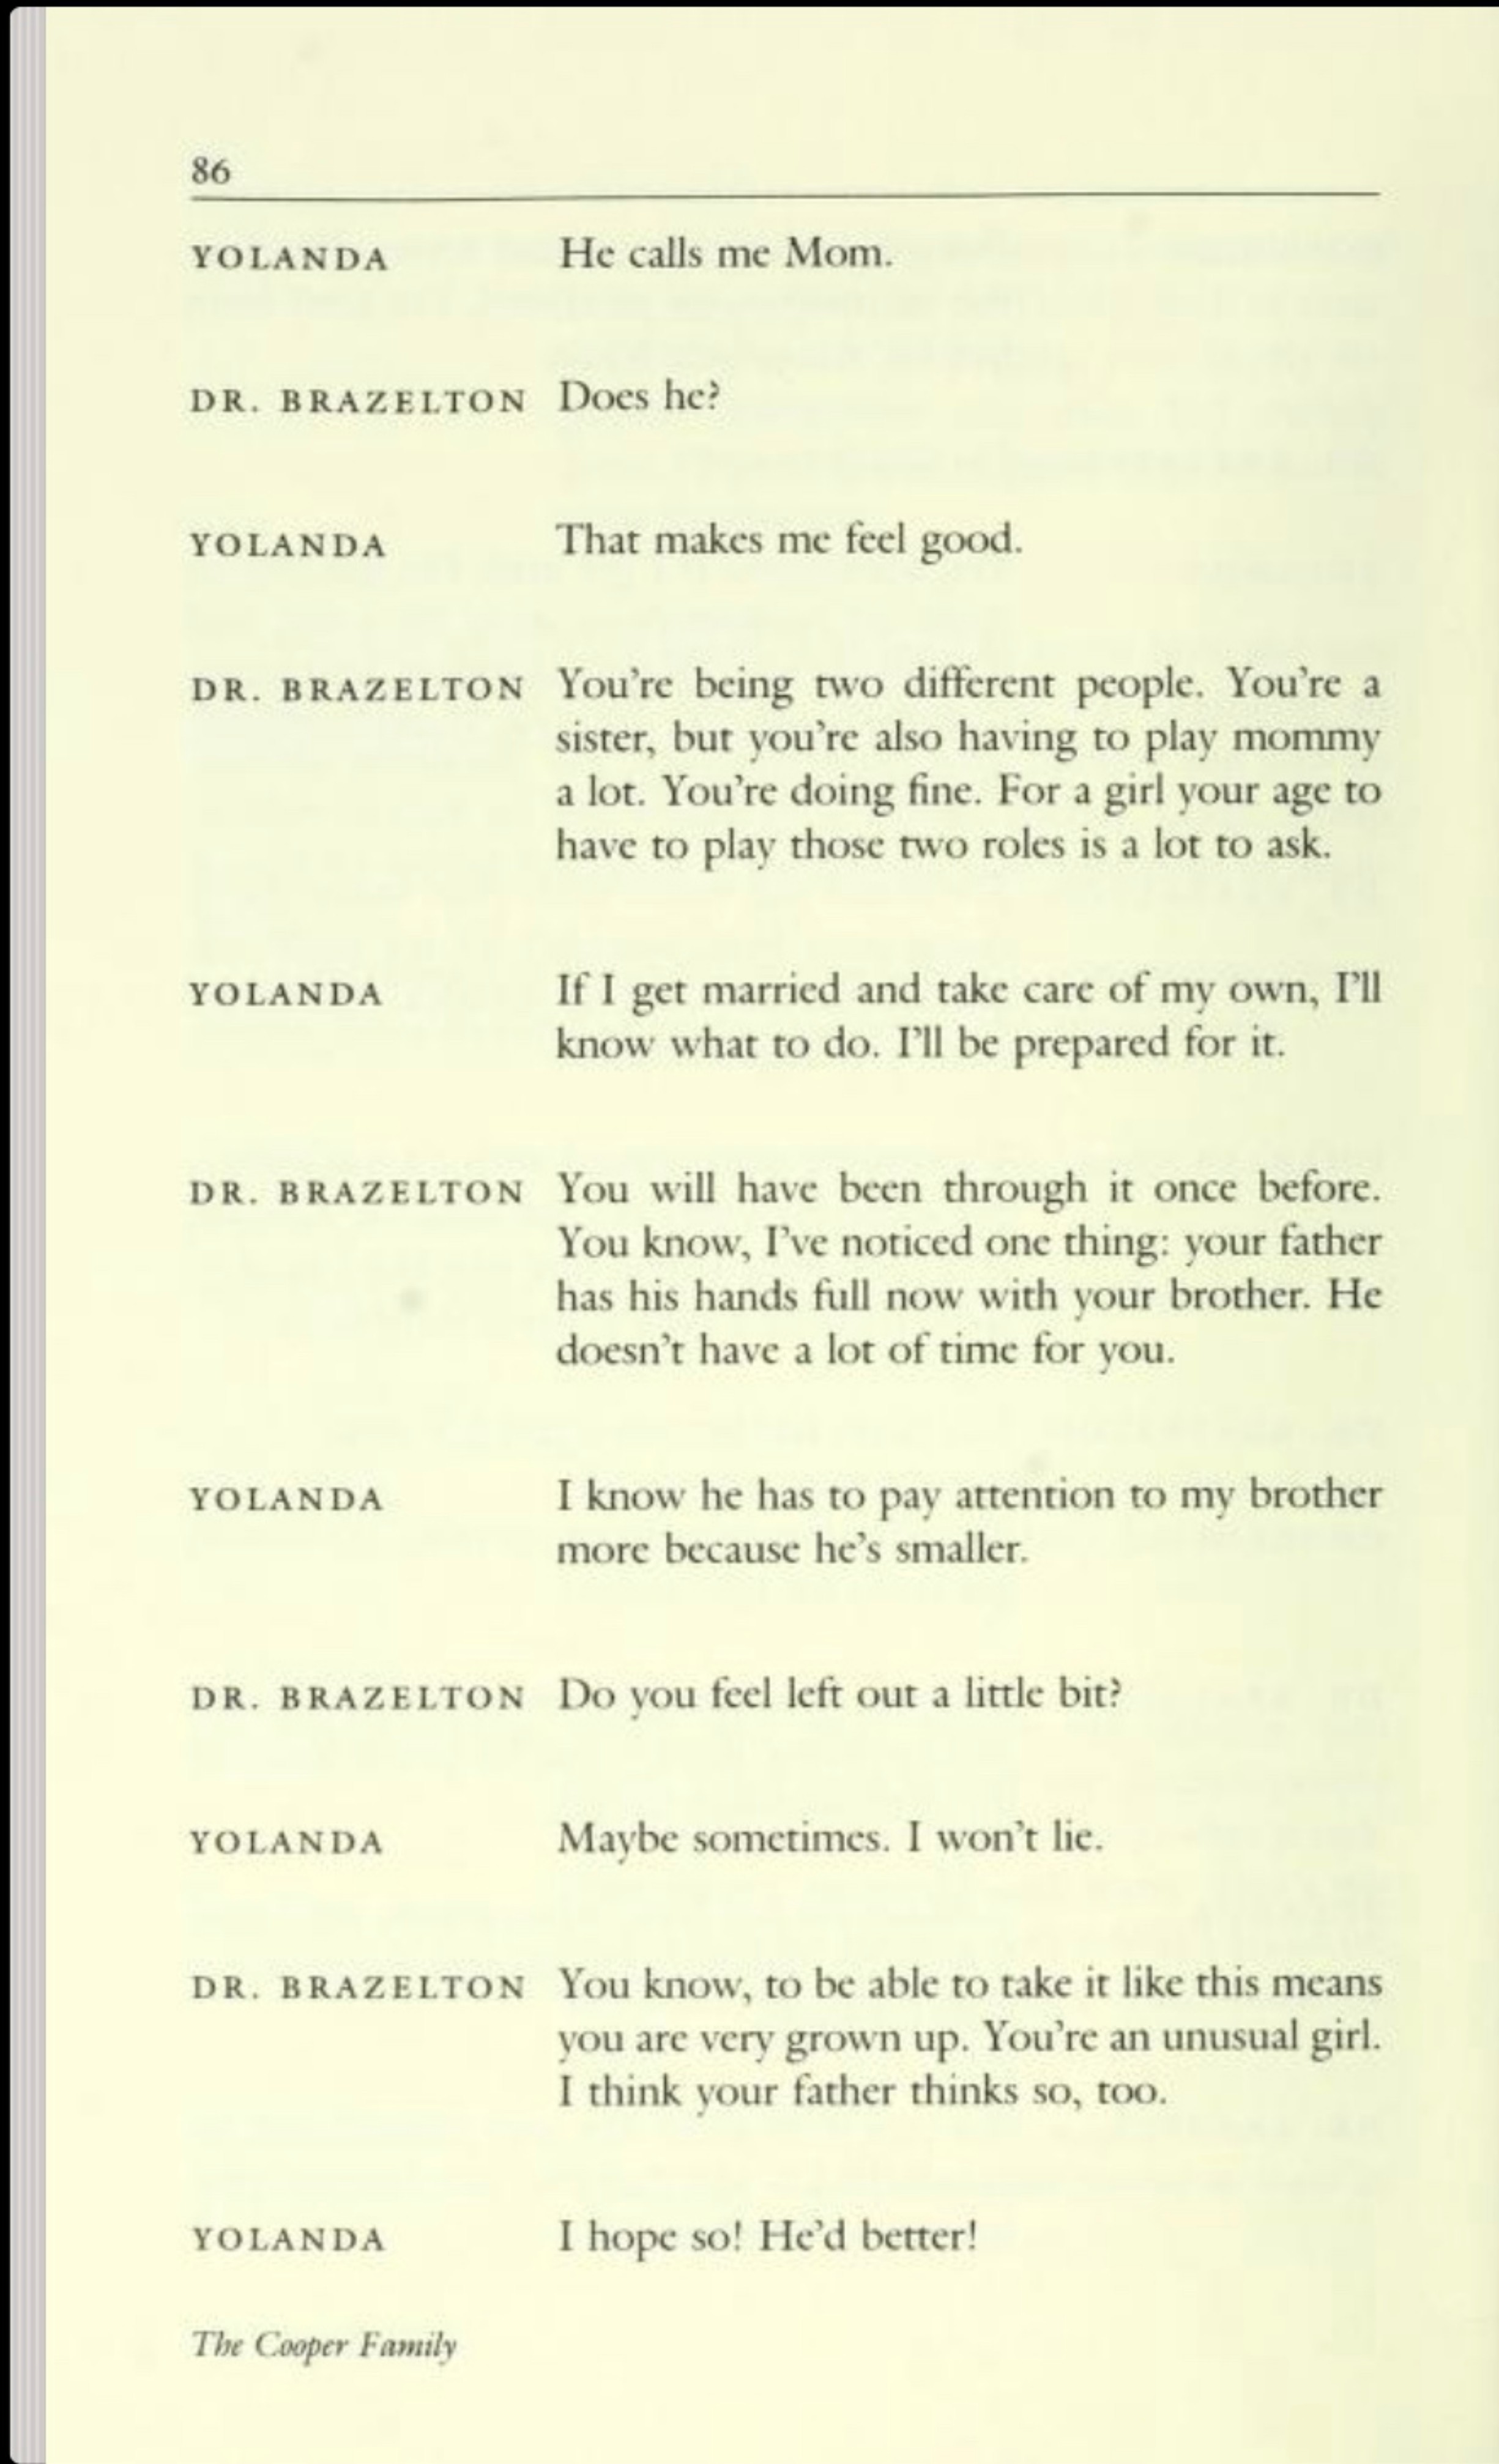 86
YOLANDA He calls me Mom.
DR. BRAZELTON Does he?
YOLANDA That makes me feel good.
DR. BRAZELTON You're being two different people. You're a
sister, but you're also having to play mommy
a lot. You're doing fine. For a girl your age to
have to play those two roles is a lot to ask.
YOLANDA If I get married and take care of my own, I'll
know what to do. I'll be prepared for it.
DR. BRAZELTON You will have been through it once before.
You know, I've noticed one thing: your father
has his hands full now with your brother. He
doesn't have a lot of time for you.
YOLANDA I know he has to pay attention to my brother
more because he's smaller.
DR. BRAZELTON Do you feel left out a little bit?
YOLANDA Maybe sometimes. I won't lie.
DR. BRAZELTON You know, to be able to take it like this means
you are very grown up. You're an unusual girl.
I think your father thinks so, too.
YOLANDA I hope so! He'd better!
The Cooper Family